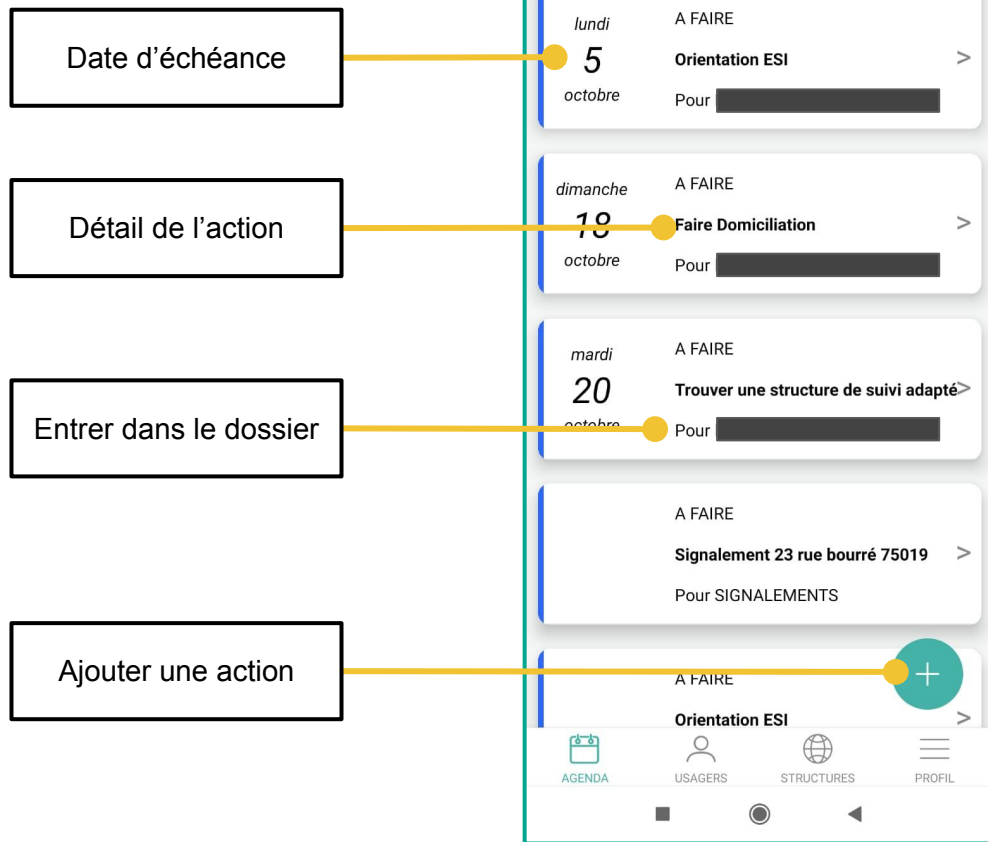 Date d’échéance
Détail de l’action
Entrer dans le dossier
Ajouter une action
lundi
5
octobre
A FAIRE
Orientation ESI
>
Pour
dimanche
18
octobre
A FAIRE
Faire Domiciliation
>
Pour
mardi
20
octobre
A FAIRE
Trouver une structure de suivi adapté>
Pour
A FAIRE
Signalement 23 rue bourré 75019
>
Pour SIGNALEMENTS
A FAIRE
Orientation ESI
>
+
AGENDA
USAGERS
STRUCTURES
PROFIL